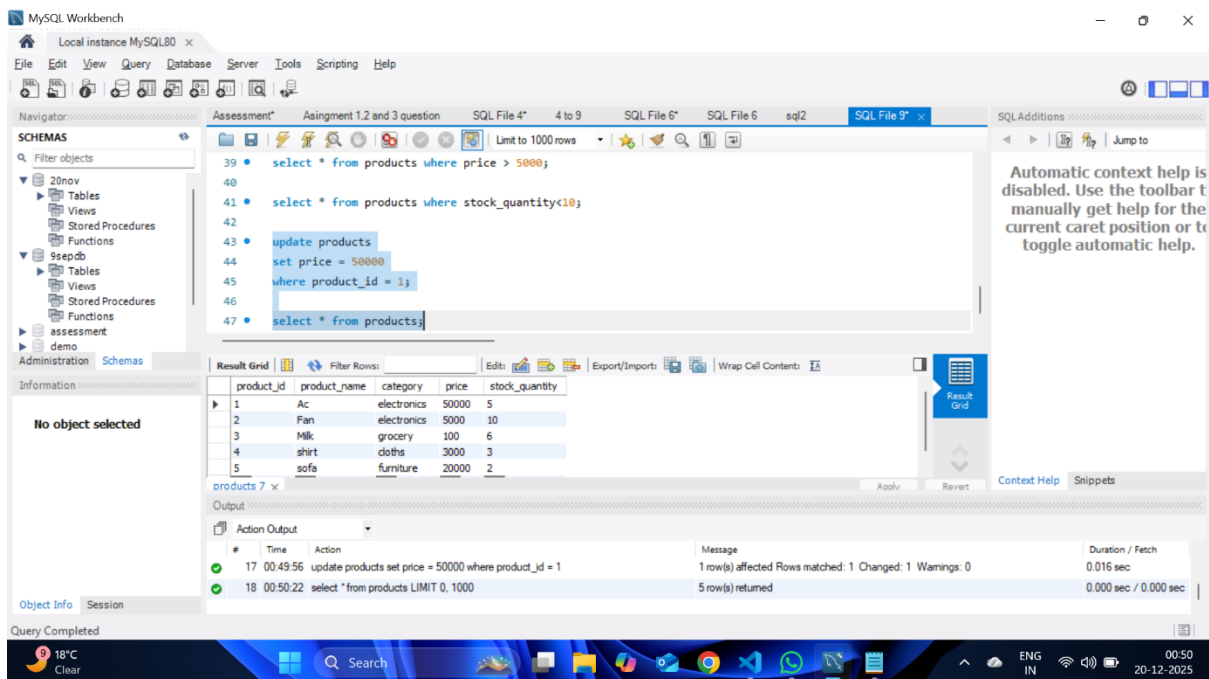 MySQL Workbench
Local instance MySQL80
File Edit View Query Database Server Tools Scripting Help
Navigator
SCHEMAS
Filter objects
20nov
Tables
Views
Stored Procedures
Functions
9sepdb
Tables
Views
Stored Procedures
Functions
assessment
demo
Administration Schemas
Information
No object selected
Object Info Session
Assessment* Asingment 1,2 and 3 question SQL File 4* 4 to 9 SQL File 6* SQL File 6 sql2 SQL File 9*
Limit to 1000 rows
39 select * from products where price > 5000;
40
41 select * from products where stock_quantity<10;
42
43 update products
44 set price = 50000
45 where product_id = 1;
46
47 select * from products;
Result Grid Filter Rows: Edit: Export/Import: Wrap Cell Content:
product_id product_name category price stock_quantity
1 Ac electronics 50000 5
2 Fan electronics 5000 10
3 Milk grocery 100 6
4 shirt cloths 3000 3
5 sofa furniture 20000 2
Result
Grid
products 7 Apply Revert
Output
Action Output
# Time Action Message Duration / Fetch
17 00:49:56 update products set price = 50000 where product_id = 1 1 row(s) affected Rows matched: 1 Changed: 1 Warnings: 0 0.016 sec
18 00:50:22 select * from products LIMIT 0, 1000 5 row(s) returned 0.000 sec / 0.000 sec
SQLAdditions
Jump to
Automatic context help is
disabled. Use the toolbar t
manually get help for the
current caret position or to
toggle automatic help.
Context Help Snippets
Query Completed
9
18°C
Clear
Search
ENG
IN
00:50
20-12-2025